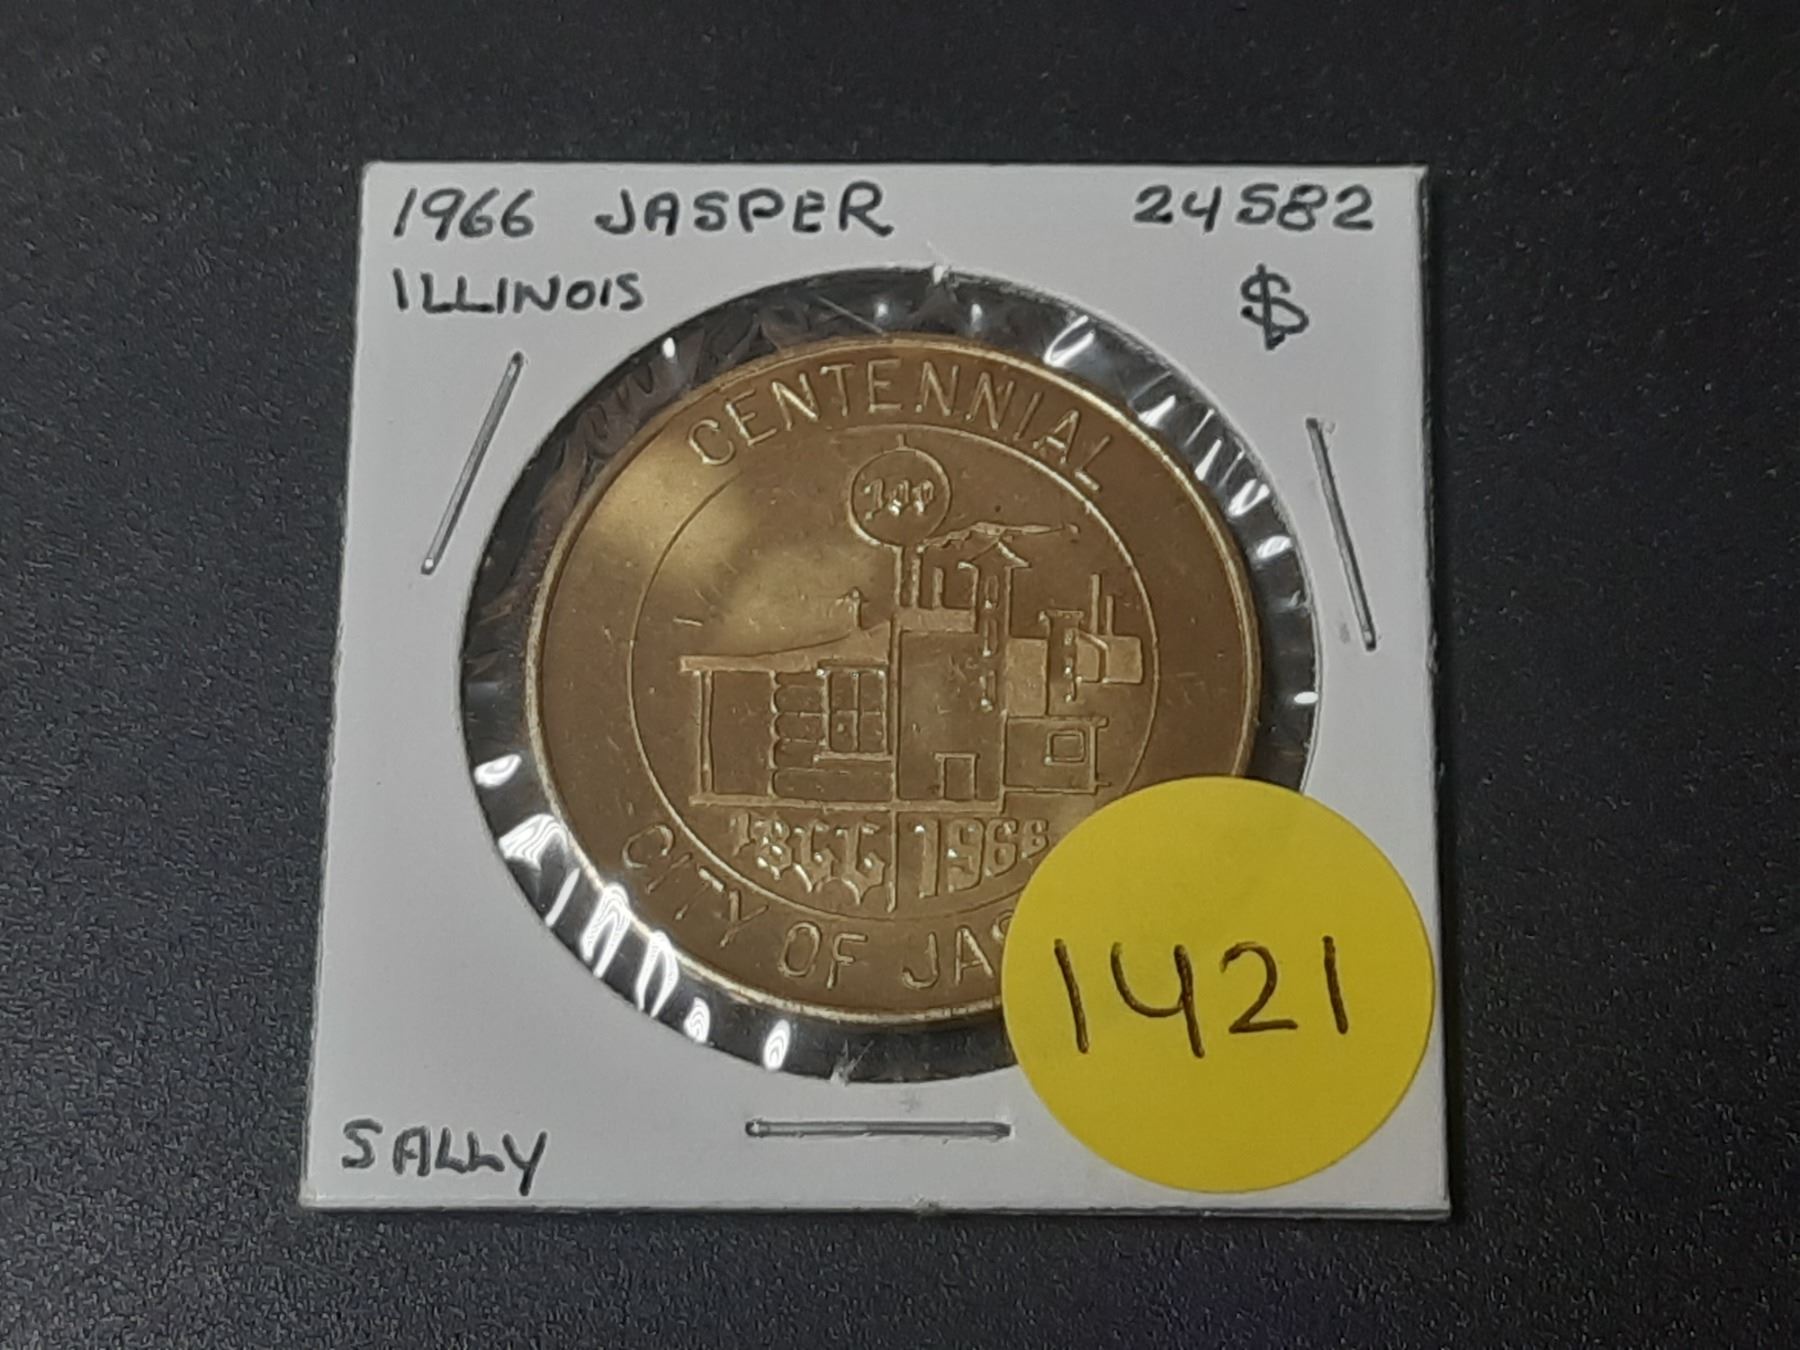 1966 JASPER 24582
ILLINOIS $
CENTENNIAL
1866 1966
CITY OF JAS
1421
SALLY